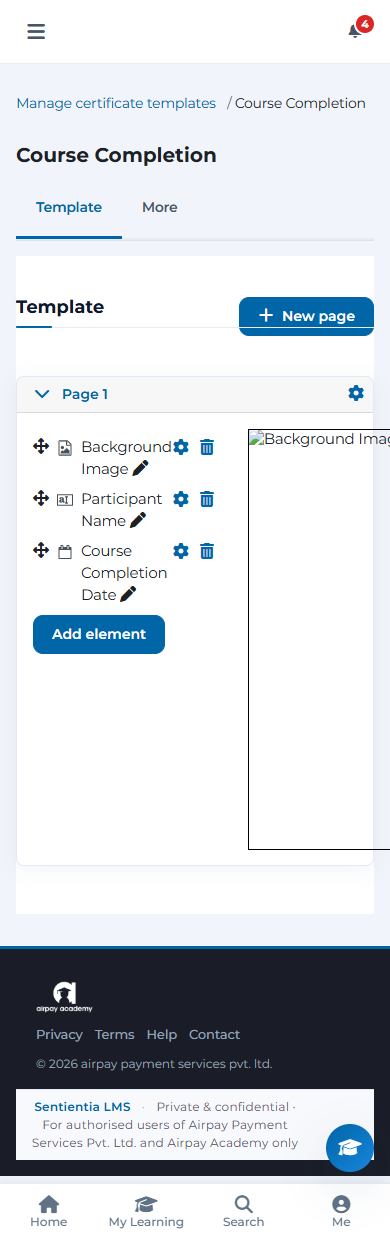 4
Manage certificate templates / Course Completion
Course Completion
Template More
Template
New page
Page 1
Background
Image
Participant
Name
Course
Completion
Date
Add element
Background Imag
airpay academy
Privacy Terms Help Contact
© 2026 airpay payment services pvt. ltd.
Sentientia LMS · Private & confidential ·
For authorised users of Airpay Payment
Services Pvt. Ltd. and Airpay Academy only
Home My Learning Search Me